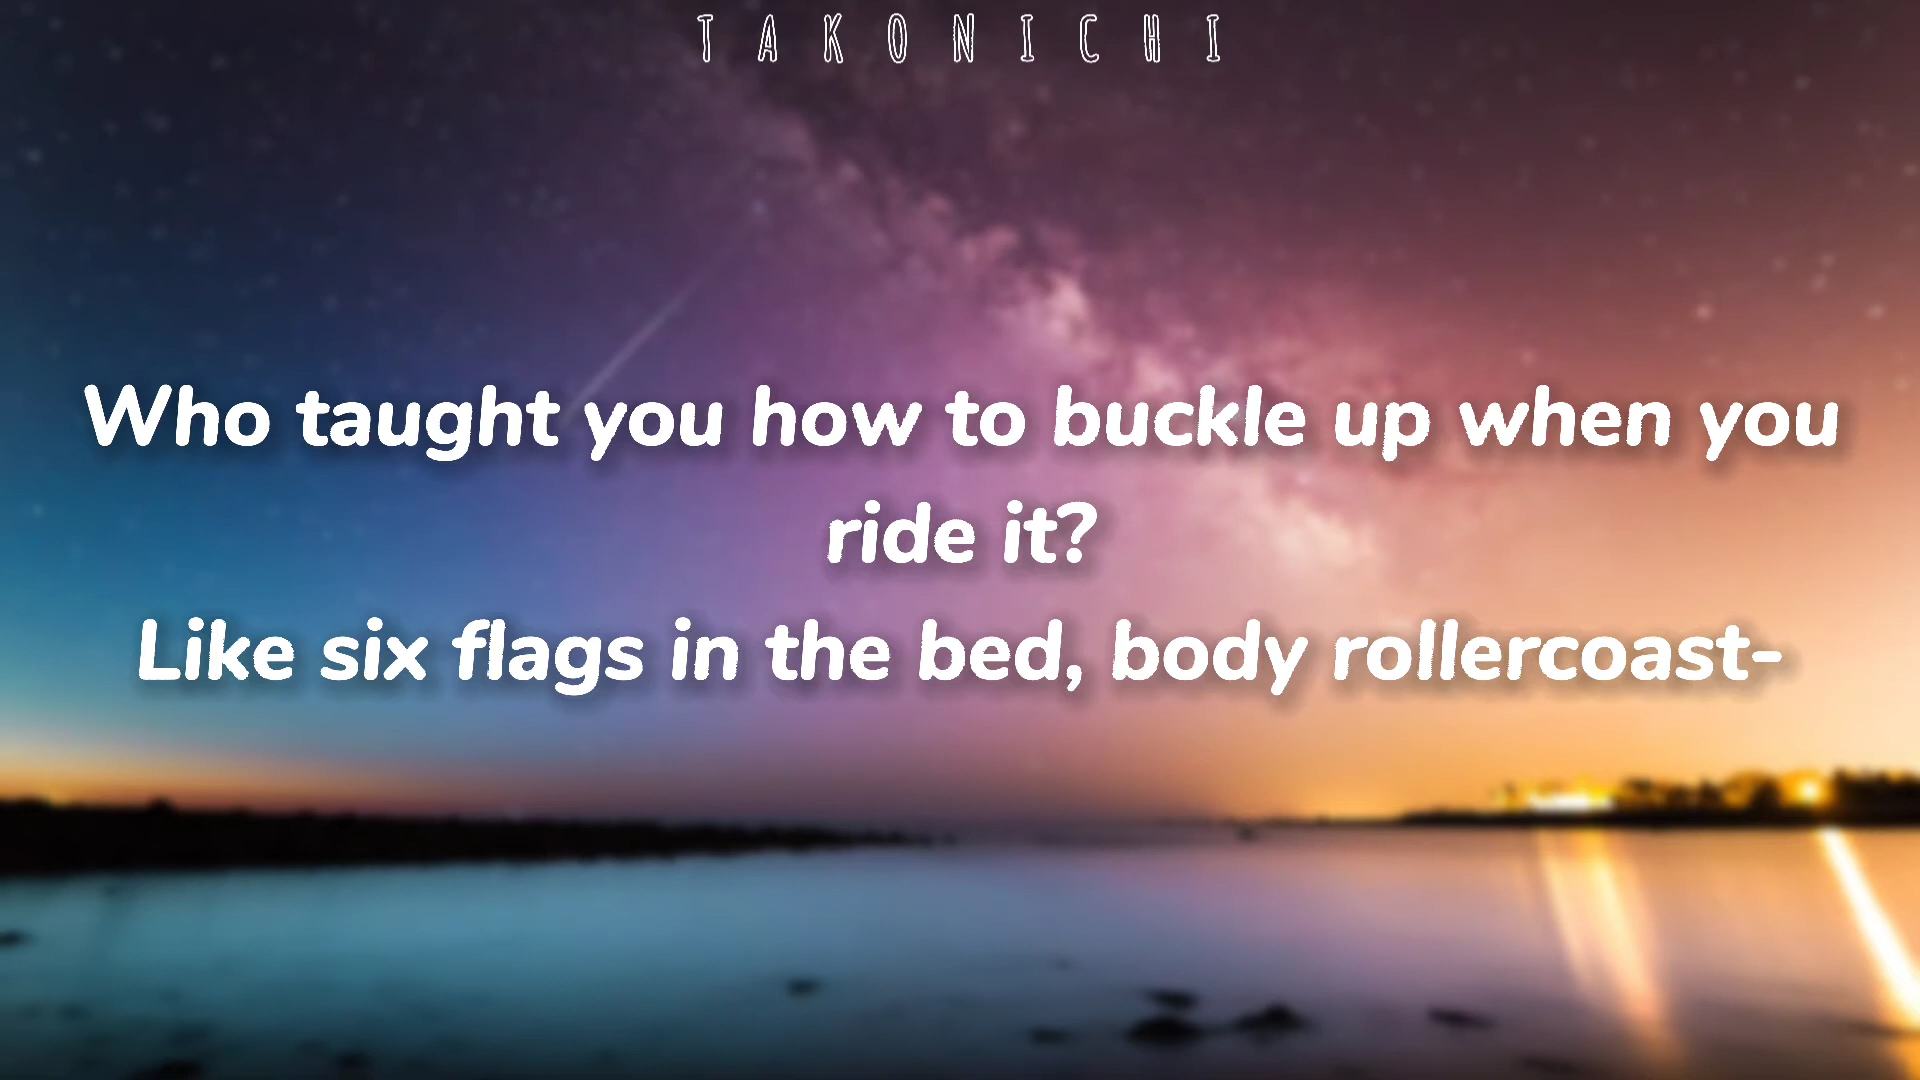 TAKONICHI
Who taught you how to buckle up when you
ride it?
Like six flags in the bed, body rollercoast-